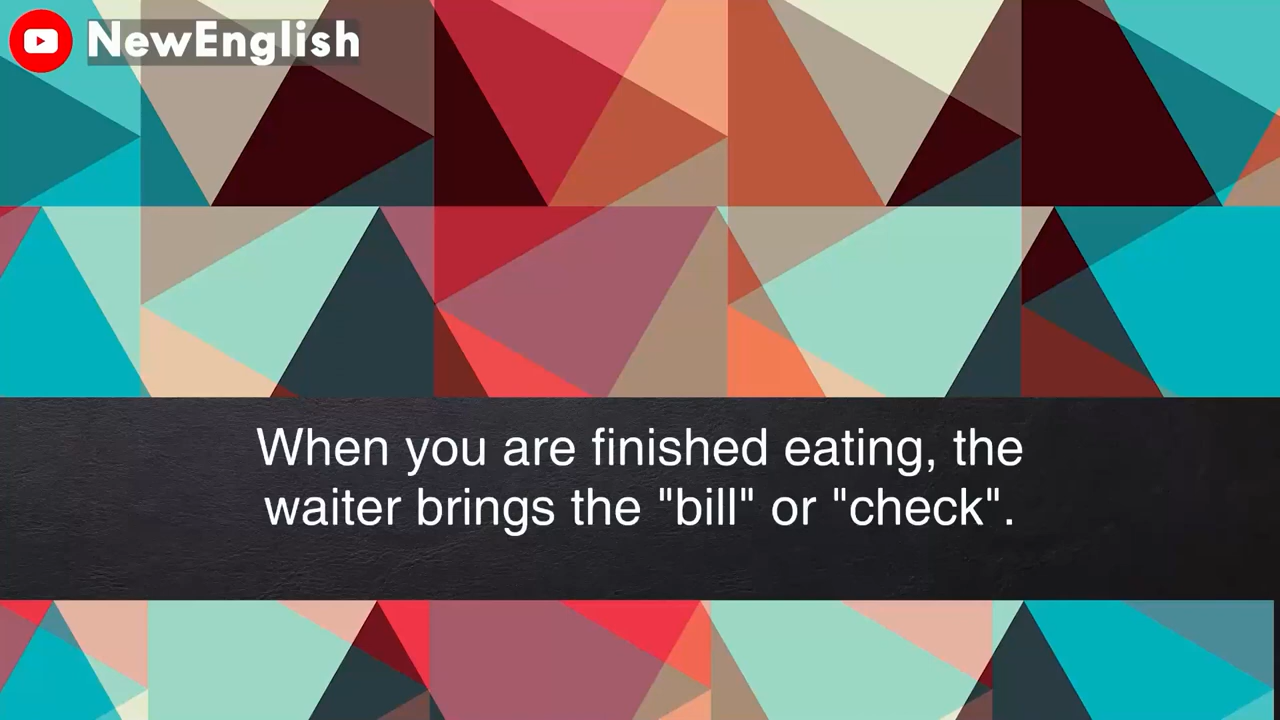 NewEnglish
When you are finished eating, the
waiter brings the "bill" or "check".